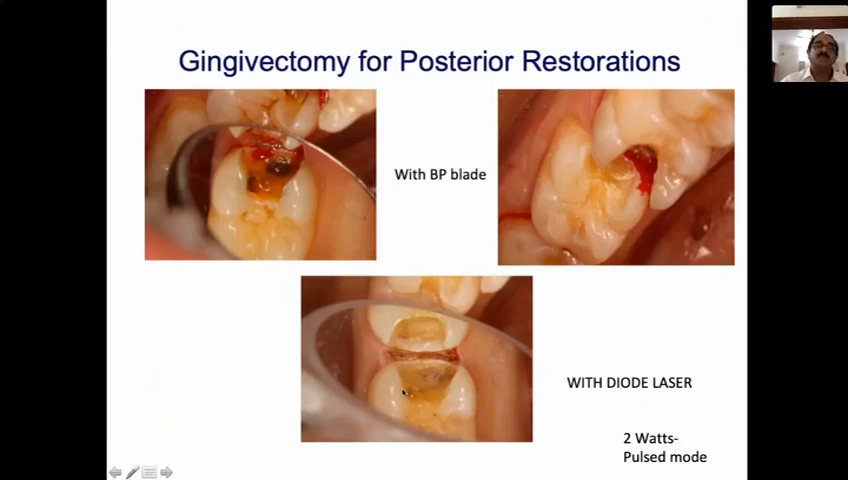 Gingivectomy for Posterior Restorations
With BP blade
WITH DIODE LASER
2 Watts-
Pulsed mode